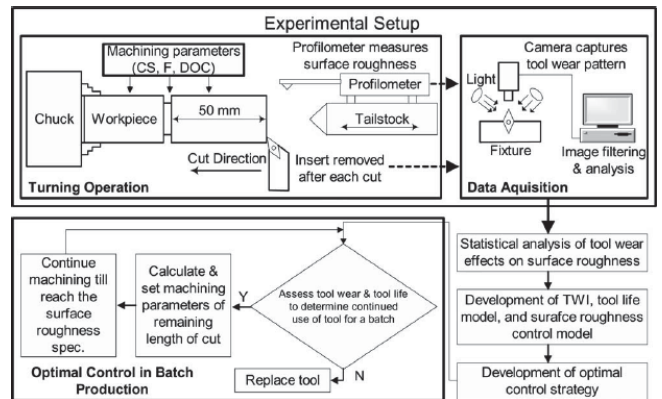 Experimental Setup
Machining parameters
(CS, F, DOC)
Chuck
Workpiece
50 mm
Cut Direction
Turning Operation
Profilometer measures
surface roughness
Profilometer
Tailstock
Insert removed
after each cut
Camera captures
tool wear pattern
Light
Fixture
Image filtering
& analysis
Data Aquisition
Statistical analysis of tool wear
effects on surface roughness
Development of TWI, tool life
model, and surafce roughness
control model
Development of optimal
control strategy
Continue
machining till
reach the
surface
roughness
spec.
Calculate &
set machining
parameters of
remaining
length of cut
Y
Assess tool wear & tool life
to determine continued
use of tool for a batch
N
Replace tool
Optimal Control in Batch
Production